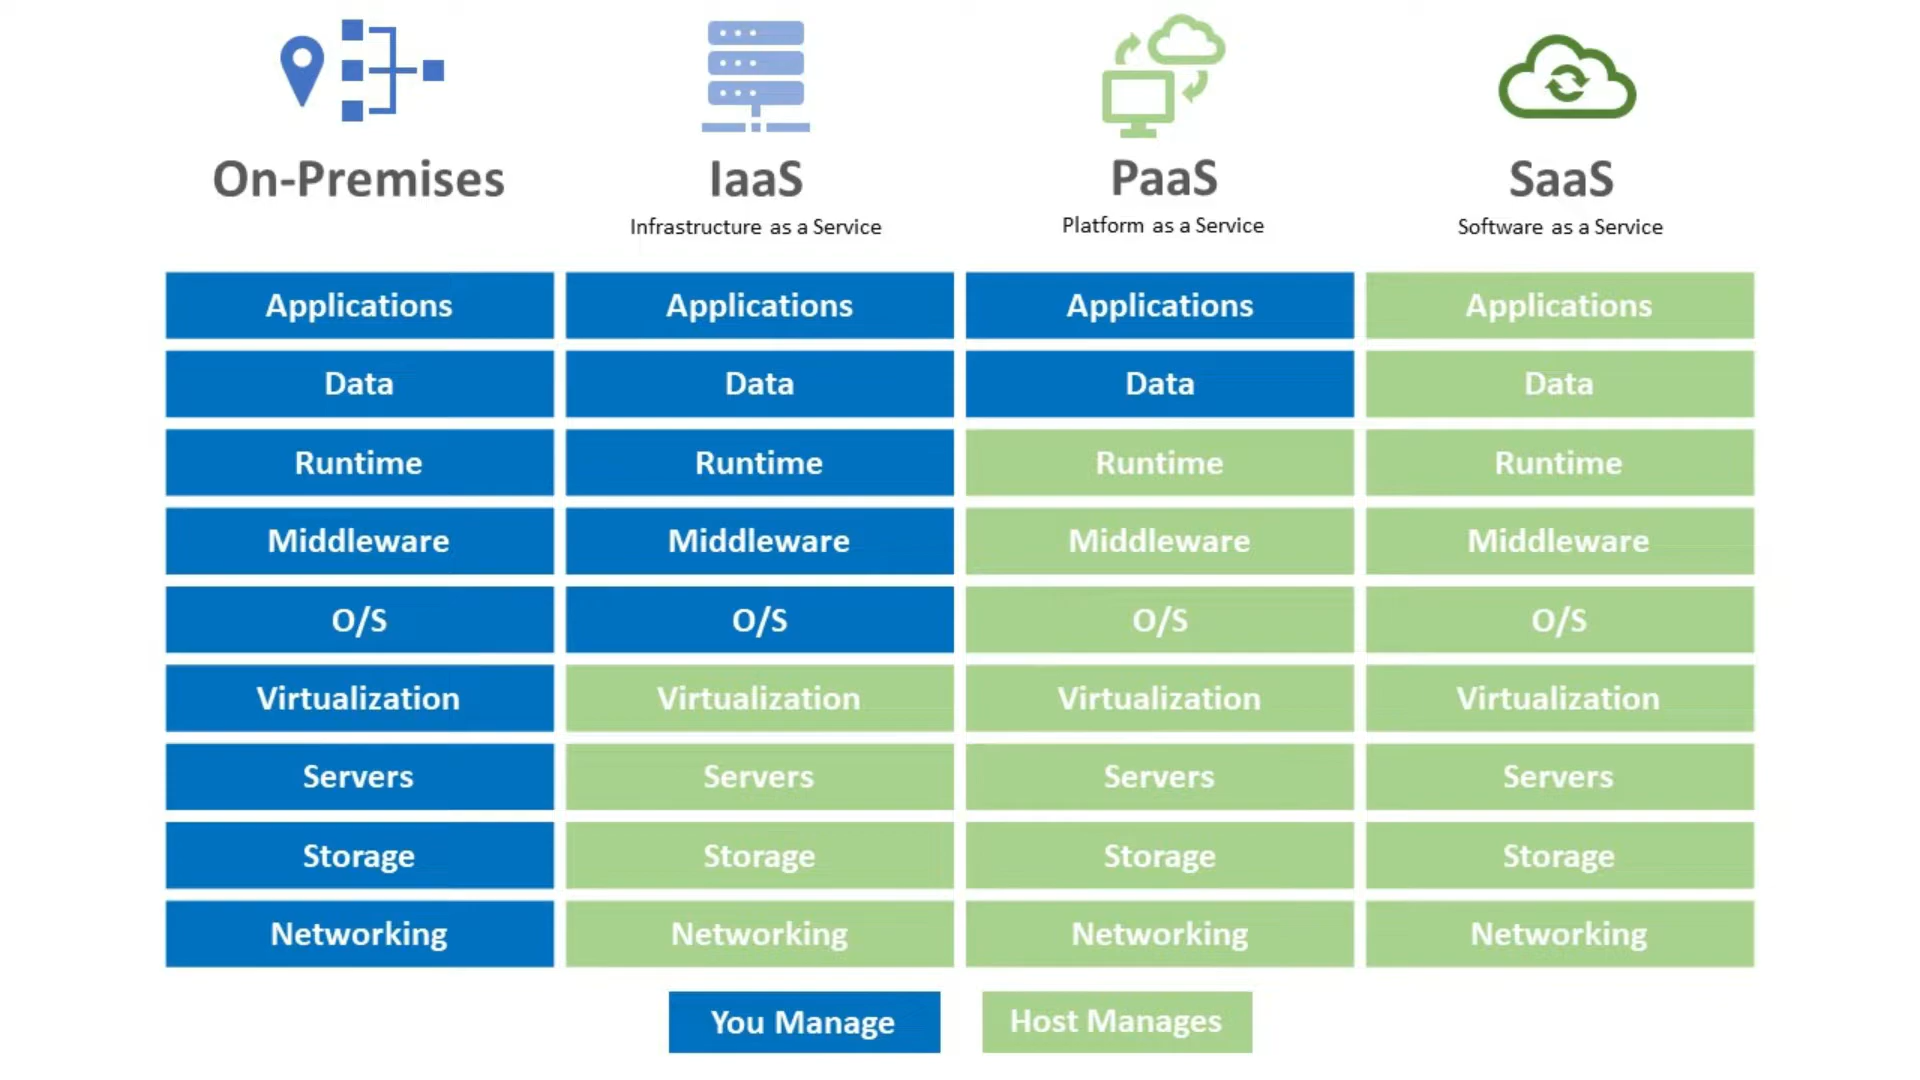 On-Premises
IaaS
Infrastructure as a Service
PaaS
Platform as a Service
SaaS
Software as a Service
Applications
Applications
Applications
Applications
Data
Data
Data
Data
Runtime
Runtime
Runtime
Runtime
Middleware
Middleware
Middleware
Middleware
O/S
O/S
O/S
O/S
Virtualization
Virtualization
Virtualization
Virtualization
Servers
Servers
Servers
Servers
Storage
Storage
Storage
Storage
Networking
Networking
Networking
Networking
You Manage
Host Manages